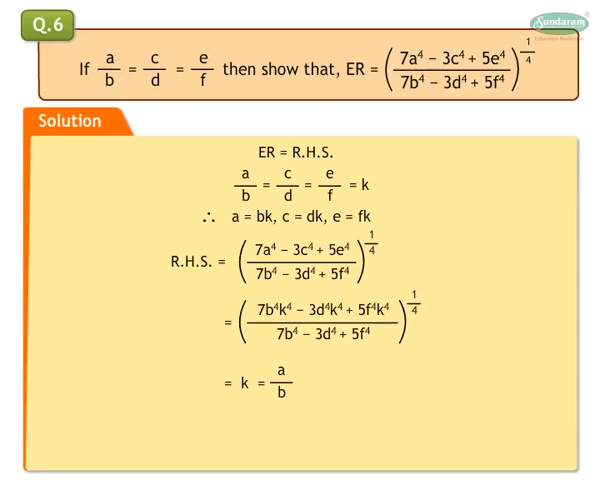 Q.6
Sundaram
If a/b = c/d = e/f then show that, ER = ((7a⁴ − 3c⁴ + 5e⁴)/(7b⁴ − 3d⁴ + 5f⁴))^(1/4)
Solution
ER = R.H.S.
a/b = c/d = e/f = k
∴ a = bk, c = dk, e = fk
R.H.S. = ((7a⁴ − 3c⁴ + 5e⁴)/(7b⁴ − 3d⁴ + 5f⁴))^(1/4)
= ((7b⁴k⁴ − 3d⁴k⁴ + 5f⁴k⁴)/(7b⁴ − 3d⁴ + 5f⁴))^(1/4)
= k = a/b